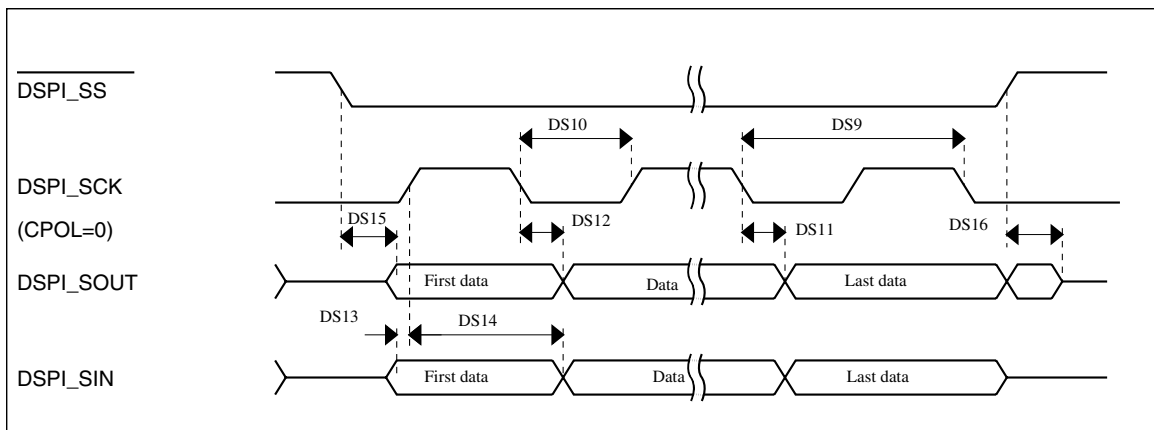 DSPI_SS
DS10
DS9
DSPI_SCK
(CPOL=0)
DS15
DS12
DS11
DS16
DSPI_SOUT
First data
Data
Last data
DS13
DS14
DSPI_SIN
First data
Data
Last data